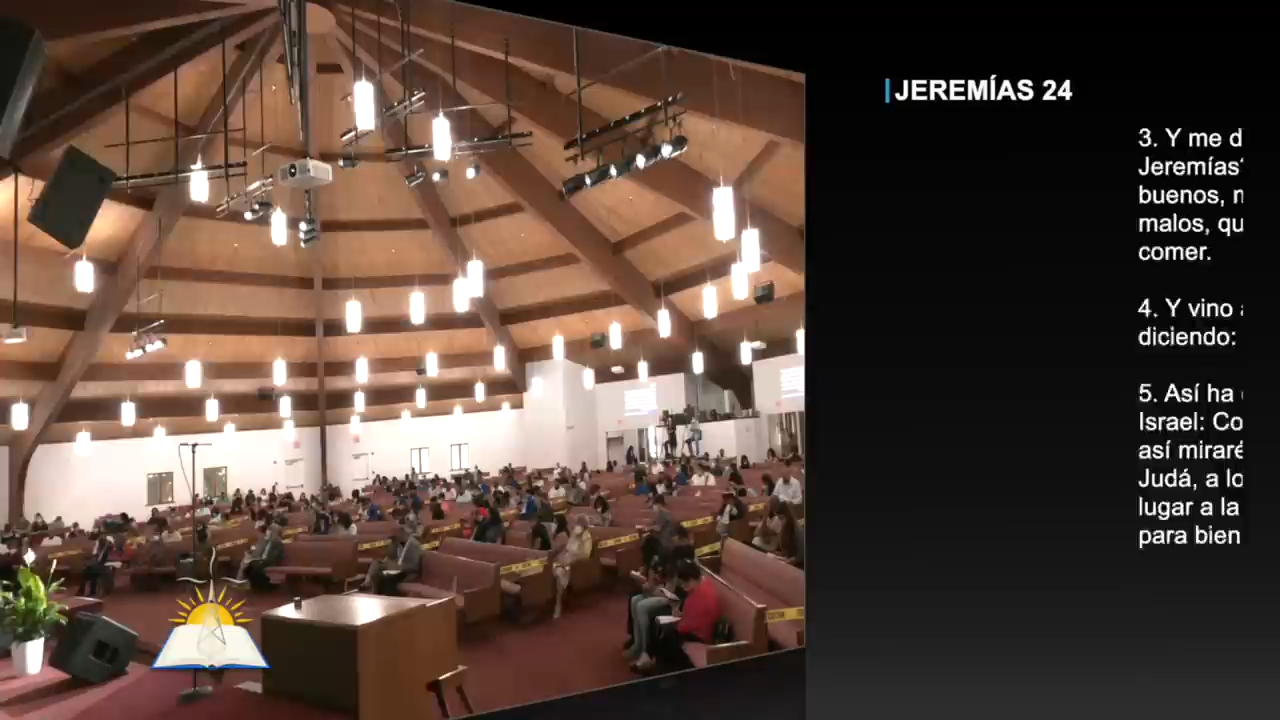 JEREMÍAS 24
3. Y me d
Jeremías
buenos, n
malos, qu
comer.
4. Y vino a
diciendo:
5. Así ha
Israel: Co
así miraré
Judá, a lo
lugar a la
para bien